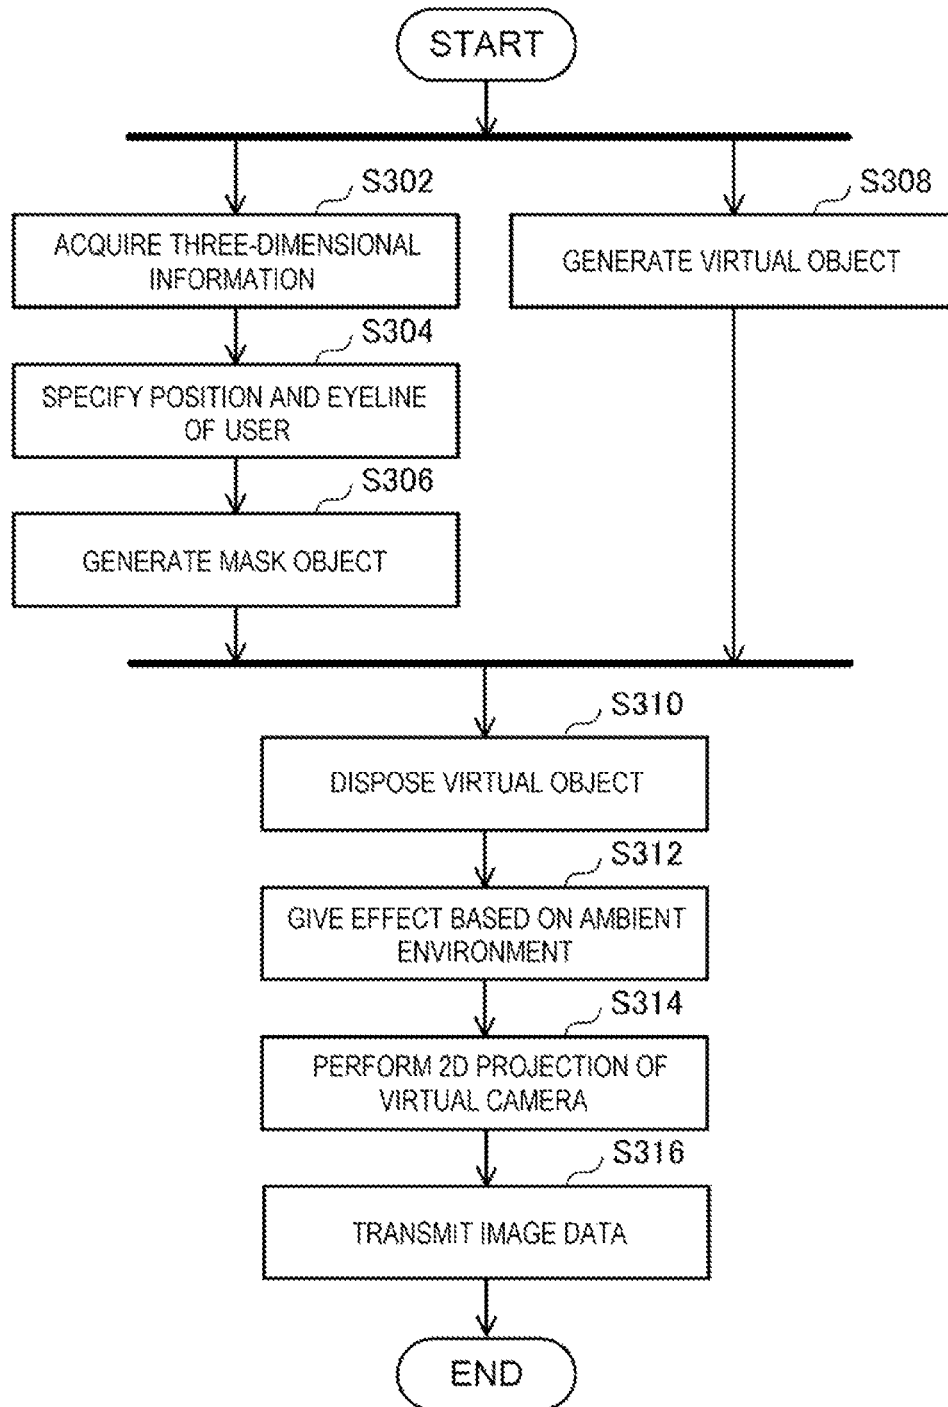 START
S302
ACQUIRE THREE-DIMENSIONAL
INFORMATION
S308
GENERATE VIRTUAL OBJECT
S304
SPECIFY POSITION AND EYELINE
OF USER
S306
GENERATE MASK OBJECT
S310
DISPOSE VIRTUAL OBJECT
S312
GIVE EFFECT BASED ON AMBIENT
ENVIRONMENT
S314
PERFORM 2D PROJECTION OF
VIRTUAL CAMERA
S316
TRANSMIT IMAGE DATA
END